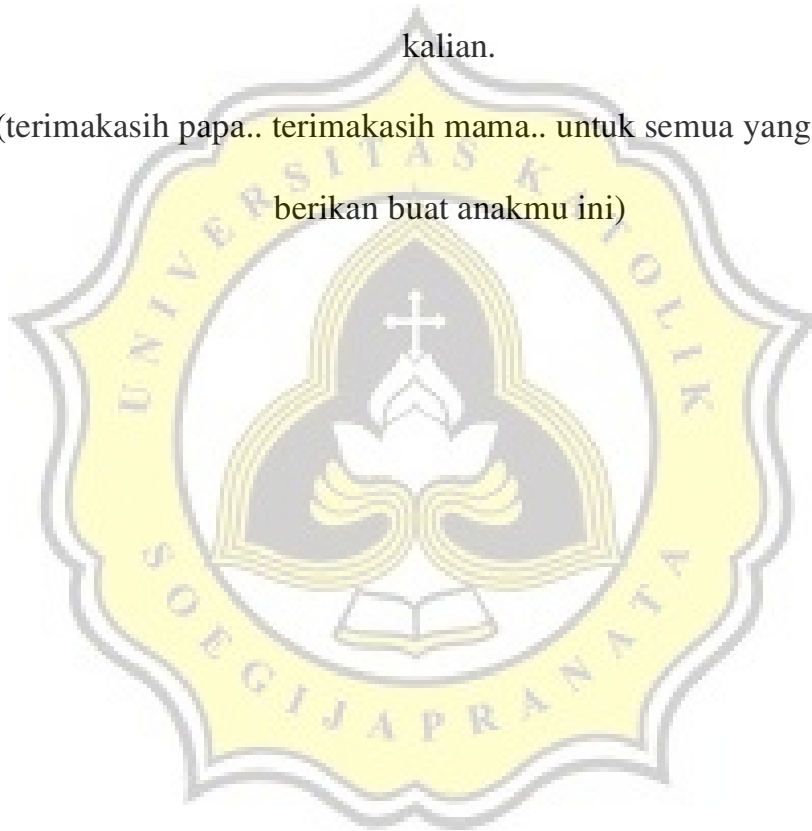 kalian.
(terimakasih papa.. terimakasih mama.. untuk semua yang
berikan buat anakmu ini)
UNIVERSITAS KATOLIK
SOEGIJAPRANATA